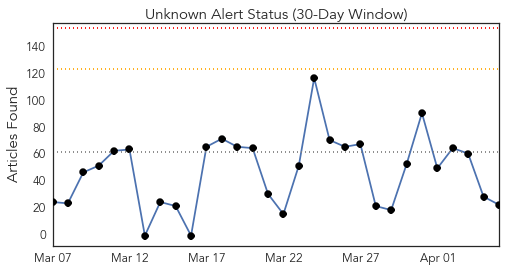 Unknown Alert Status (30-Day Window)
Articles Found
140
120
100
80
60
40
20
0
Mar 07 Mar 12 Mar 17 Mar 22 Mar 27 Apr 01